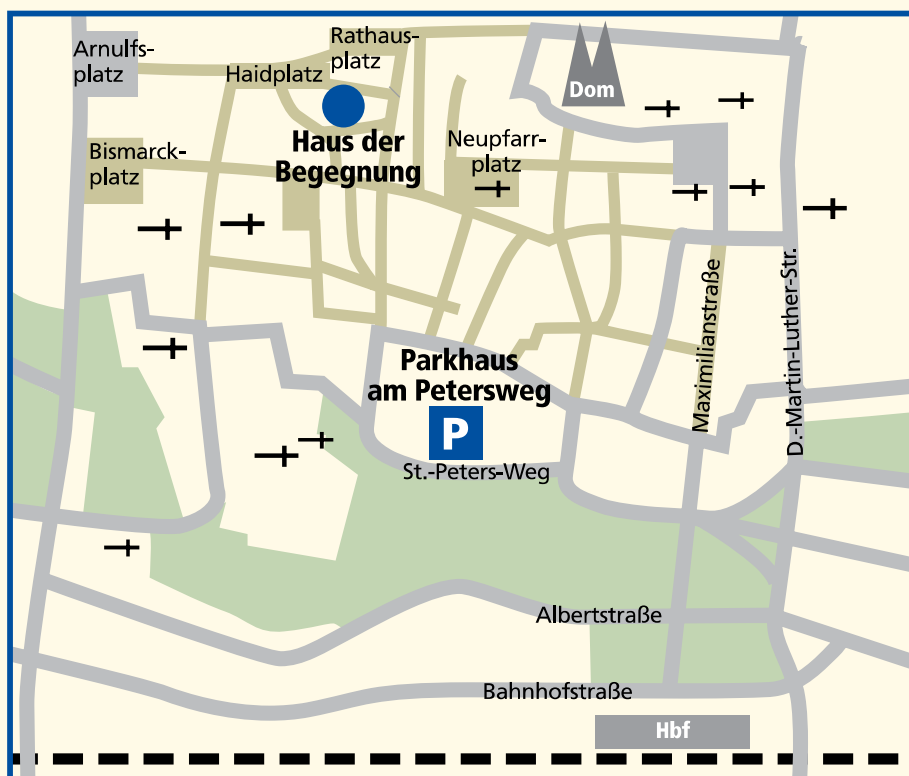 Rathaus-
platz
Arnulfs-
platz
Haidplatz
Dom
Haus der
Begegnung
Neupfarr-
platz
Bismarck-
platz
Maximilianstraße
D.-Martin-Luther-Str.
Parkhaus
am Petersweg
P
St.-Peters-Weg
Albertstraße
Bahnhofstraße
Hbf